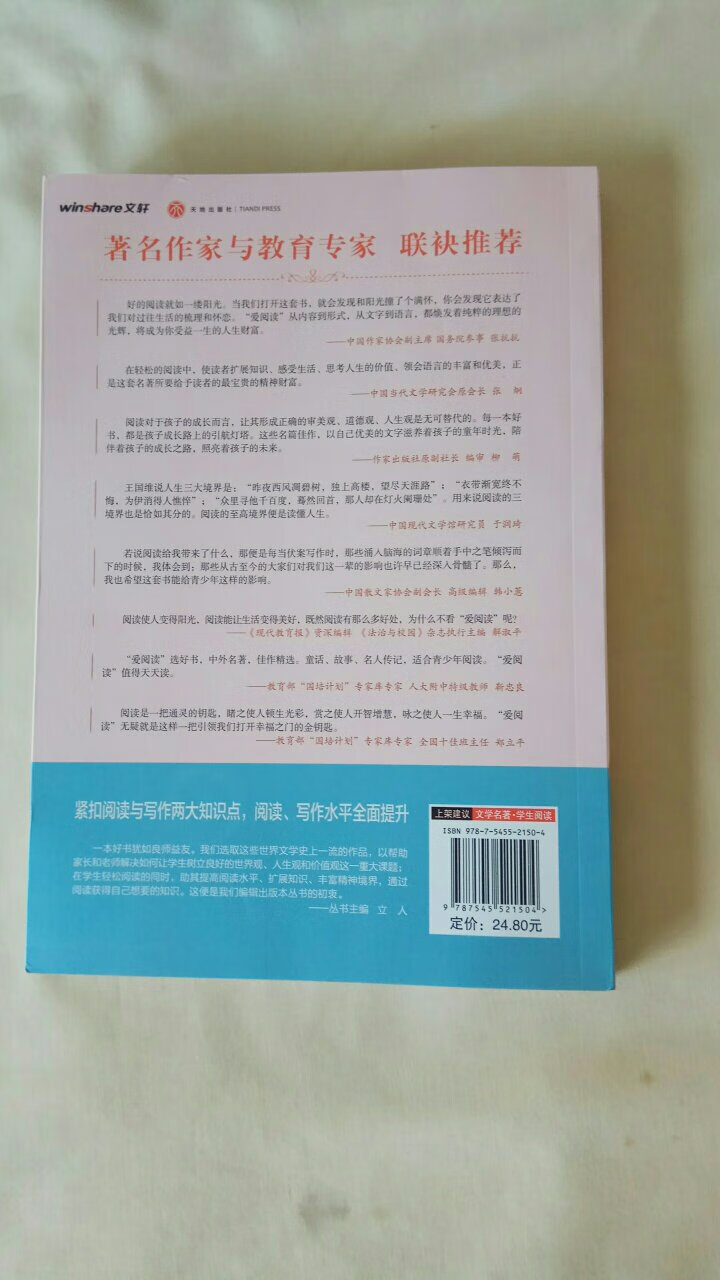 winshare文轩 天地出版社 | TIANDI PRESS
著名作家与教育专家 联袂推荐
好的阅读就如一缕阳光。当我们打开这套书，就会发现和阳光撞了个满怀，你会发现它表达了
我们对过往生活的梳理和怀恋。“爱阅读”从内容到形式，从文字到语言，都焕发着纯粹的理想的
光辉，将成为你受益一生的人生财富。
——中国作家协会副主席 国务院参事 张抗抗
在轻松的阅读中，使读者扩展知识、感受生活、思考人生的价值、领会语言的丰富和优美，正
是这套名著所要给予读者的最宝贵的精神财富。
——中国当代文学研究会原会长 张 炯
阅读对于孩子的成长而言，让其形成正确的审美观、道德观、人生观是无可替代的。每一本好
书，都是孩子成长路上的引航灯塔。这些名篇佳作，以自己优美的文字滋养着孩子的童年时光，陪
伴着孩子的成长之路，照亮着孩子的未来。
——作家出版社原副社长 编审 柳 萌
王国维说人生三大境界是：“昨夜西风凋碧树，独上高楼，望尽天涯路”；“衣带渐宽终不
悔，为伊消得人憔悴”；“众里寻他千百度，蓦然回首，那人却在灯火阑珊处”。用来说阅读的三
境界也是恰如其分的。阅读的至高境界便是读懂人生。
——中国现代文学馆研究员 于润琦
若说阅读给我带来了什么，那便是每当伏案写作时，那些涌入脑海的词章顺着手中之笔倾泻而
下的时候，我体会到：那些从古至今的大家们对我们这一辈的影响也许早已经深入骨髓了。那么，
我也希望这套书能给青少年这样的影响。
——中国散文家协会副会长 高级编辑 韩小蕙
阅读使人变得阳光，阅读能让生活变得美好，既然阅读有那么多好处，为什么不看“爱阅读”呢？
——《现代教育报》资深编辑 《法治与校园》杂志执行主编 解淑平
“爱阅读”选好书，中外名著，佳作精选。童话、故事、名人传记，适合青少年阅读。“爱阅
读”值得天天读。
——教育部“国培计划”专家库专家 人大附中特级教师 靳忠良
阅读是一把通灵的钥匙，睹之使人顿生光彩，赏之使人开智增慧，咏之使人一生幸福。“爱阅
读”无疑就是这样一把引领我们打开幸福之门的金钥匙。
——教育部“国培计划”专家库专家 全国十佳班主任 郑立平
紧扣阅读与写作两大知识点，阅读、写作水平全面提升
一本好书犹如良师益友。我们选取这些世界文学史上一流的作品，以帮助
家长和老师解决如何让学生树立良好的世界观、人生观和价值观这一重大课题；
在学生轻松阅读的同时，助其提高阅读水平、扩展知识、丰富精神境界，通过
阅读获得自己想要的知识。这便是我们编辑出版本丛书的初衷。
——丛书主编 立 人
上架建议 文学名著·学生阅读
ISBN 978-7-5455-2150-4
9 787545 521504 >
定价：24.80元